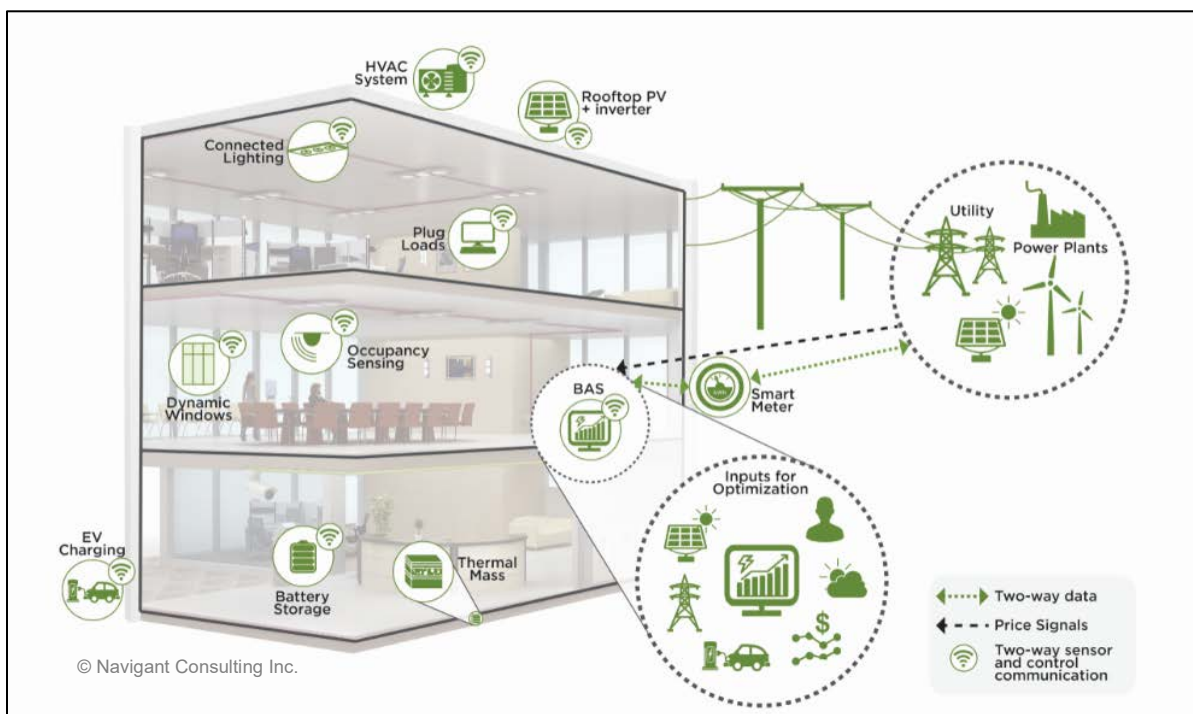 HVAC
System
Rooftop PV
+ inverter
Connected
Lighting
Plug
Loads
Utility
Power Plants
Occupancy
Sensing
Dynamic
Windows
BAS
Smart
Meter
Inputs for
Optimization
EV
Charging
Battery
Storage
Thermal
Mass
$
Two-way data
Price Signals
Two-way sensor
and control
communication
© Navigant Consulting Inc.